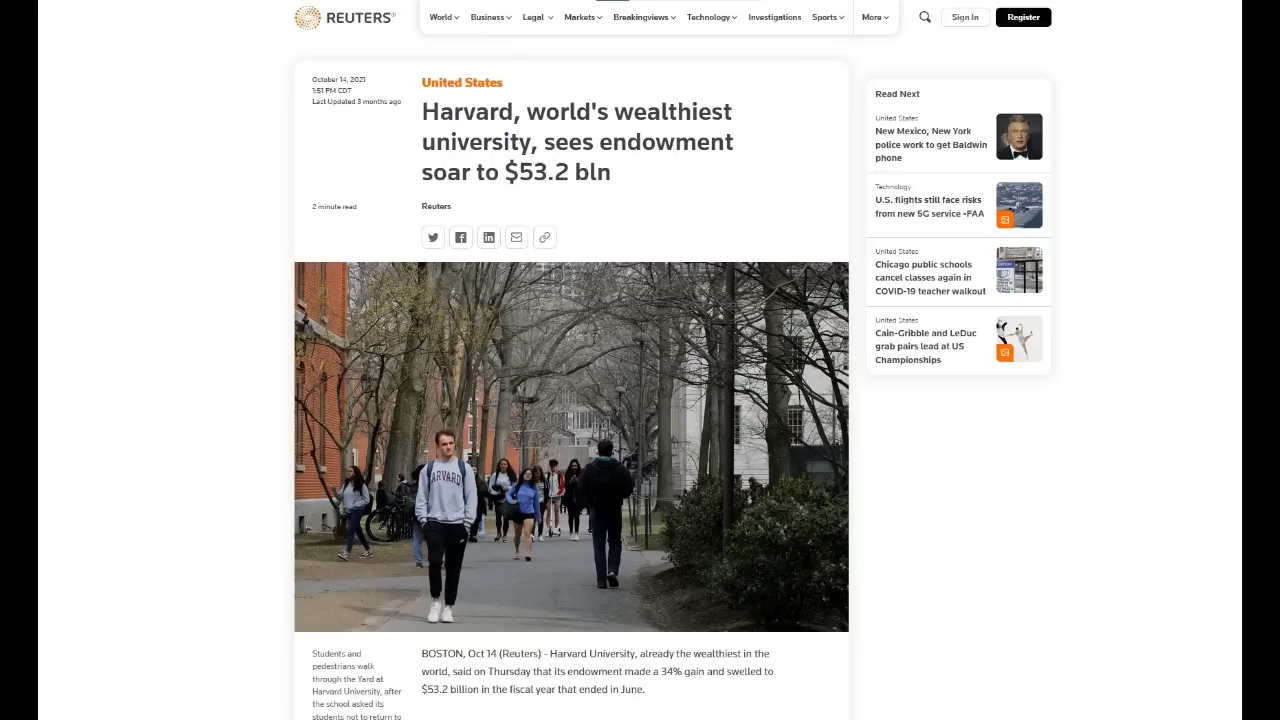 REUTERS®
World
Business
Legal
Markets
Breakingviews
Technology
Investigations
Sports
More
Sign In
Register
October 14, 2021
1:51 PM CDT
Last Updated 3 months ago
United States
Harvard, world's wealthiest
university, sees endowment
soar to $53.2 bln
2 minute read
Reuters
HARVARD
Students and
pedestrians walk
through the Yard at
Harvard University, after
the school asked its
students not to return to
BOSTON, Oct 14 (Reuters) - Harvard University, already the wealthiest in the
world, said on Thursday that its endowment made a 34% gain and swelled to
$53.2 billion in the fiscal year that ended in June.
Read Next
United States
New Mexico, New York
police work to get Baldwin
phone
Technology
U.S. flights still face risks
from new 5G service -FAA
United States
Chicago public schools
cancel classes again in
COVID-19 teacher walkout
United States
Cain-Gribble and LeDuc
grab pairs lead at US
Championships